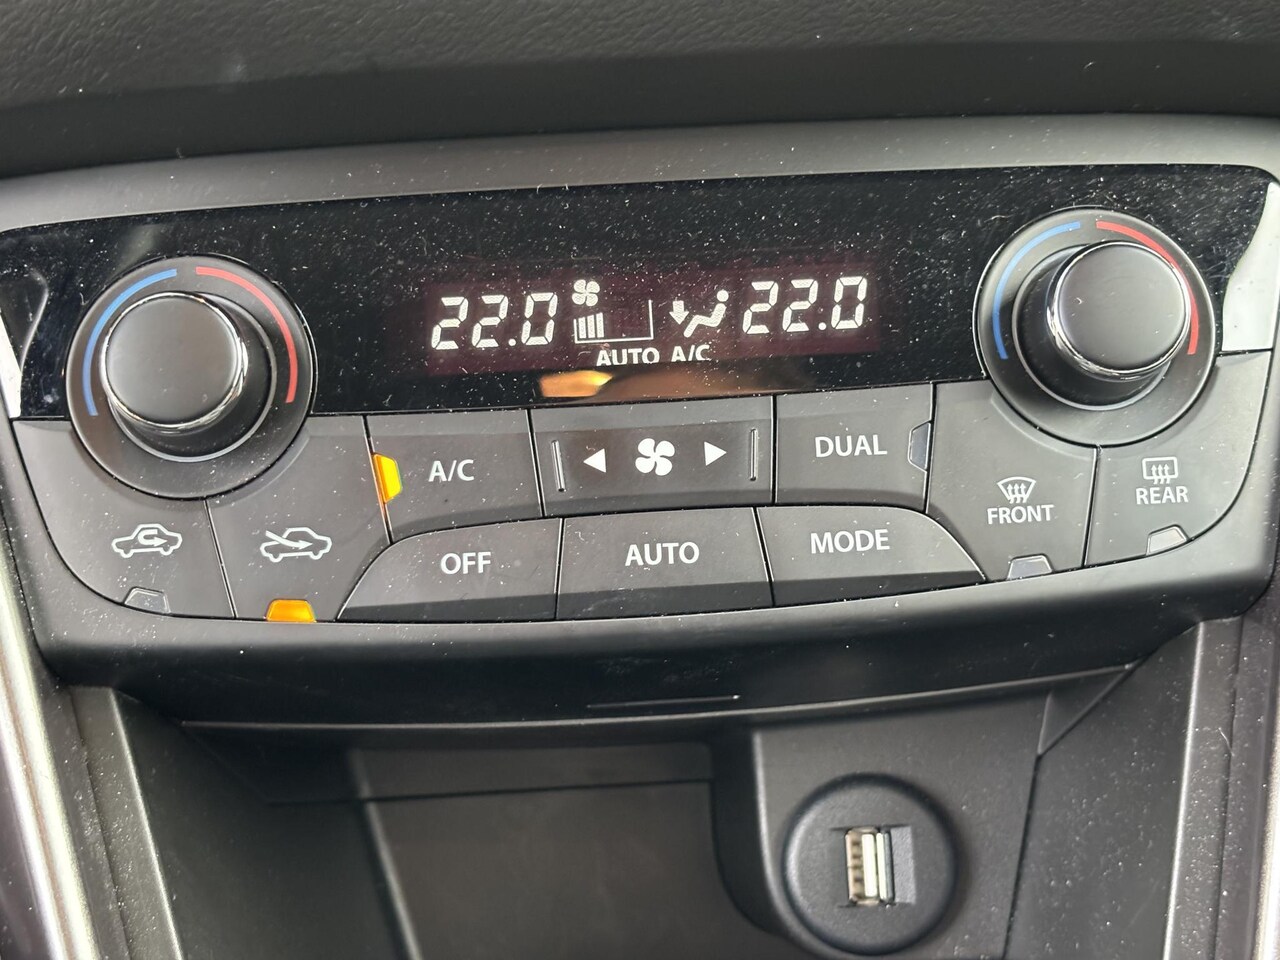 22.0 22.0
AUTO A/C
A/C DUAL
FRONT REAR
OFF AUTO MODE